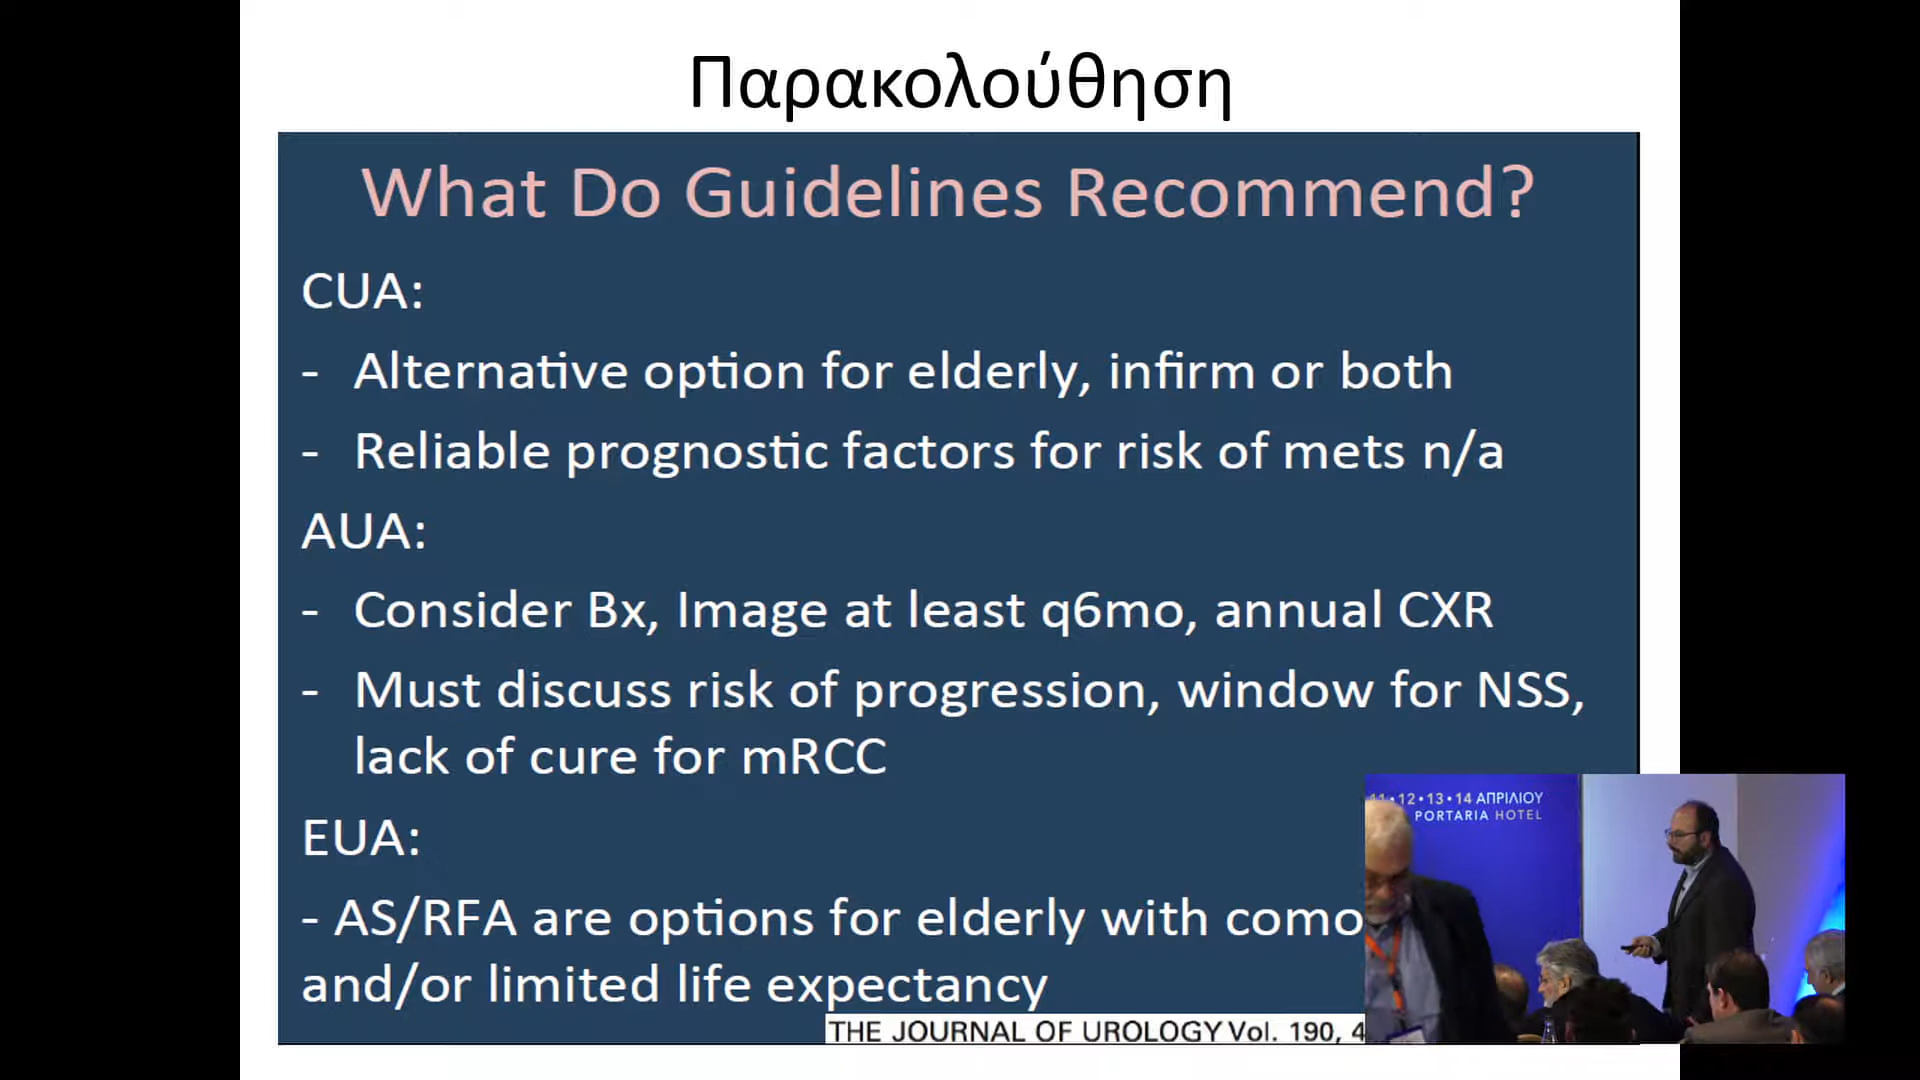 Παρακολούθηση
What Do Guidelines Recommend?
CUA:
- Alternative option for elderly, infirm or both
- Reliable prognostic factors for risk of mets n/a
AUA:
- Consider Bx, Image at least q6mo, annual CXR
- Must discuss risk of progression, window for NSS,
lack of cure for mRCC
EUA:
- AS/RFA are options for elderly with como
and/or limited life expectancy
THE JOURNAL OF UROLOGY Vol. 190, 4
11•12•13•14 ΑΠΡΙΛΙΟΥ
PORTARIA HOTEL